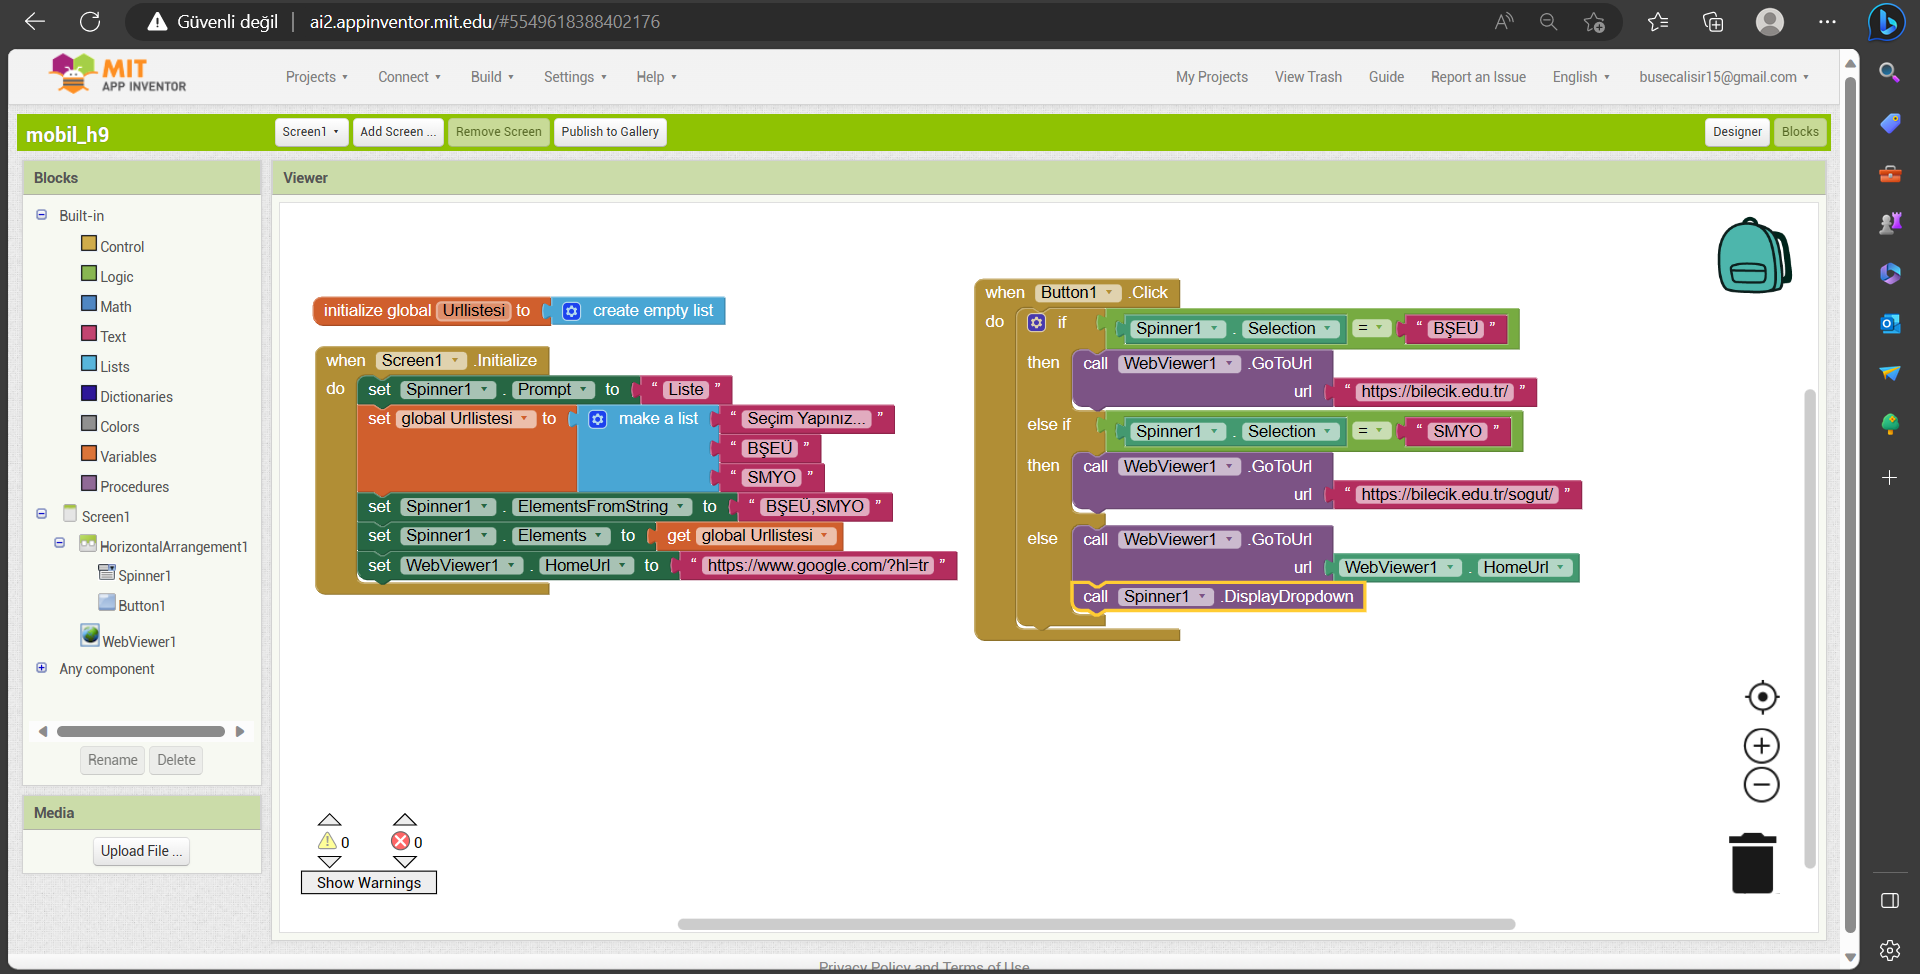 Güvenli değil
ai2.appinventor.mit.edu/#5549618388402176
MIT
APP INVENTOR
Projects
Connect
Build
Settings
Help
My Projects
View Trash
Guide
Report an Issue
English
busecalisir15@gmail.com
mobil_h9
Screen1
Add Screen ...
Remove Screen
Publish to Gallery
Designer
Blocks
Blocks
Built-in
Control
Logic
Math
Text
Lists
Dictionaries
Colors
Variables
Procedures
Screen1
HorizontalArrangement1
Spinner1
Button1
WebViewer1
Any component
Rename
Delete
Media
Upload File ...
Viewer
initialize global Urllistesi to create empty list
when Screen1 .Initialize
do set Spinner1 . Prompt to “ Liste ”
set global Urllistesi to make a list “ Seçim Yapınız... ”
“ BŞEÜ ”
“ SMYO ”
set Spinner1 . ElementsFromString to “ BŞEÜ,SMYO ”
set Spinner1 . Elements to get global Urllistesi
set WebViewer1 . HomeUrl to “ https://www.google.com/?hl=tr ”
when Button1 .Click
do if Spinner1 . Selection = “ BŞEÜ ”
then call WebViewer1 .GoToUrl
url “ https://bilecik.edu.tr/ ”
else if Spinner1 . Selection = “ SMYO ”
then call WebViewer1 .GoToUrl
url “ https://bilecik.edu.tr/sogut/ ”
else call WebViewer1 .GoToUrl
url WebViewer1 . HomeUrl
call Spinner1 .DisplayDropdown
0
0
Show Warnings
Privacy Policy and Terms of Use